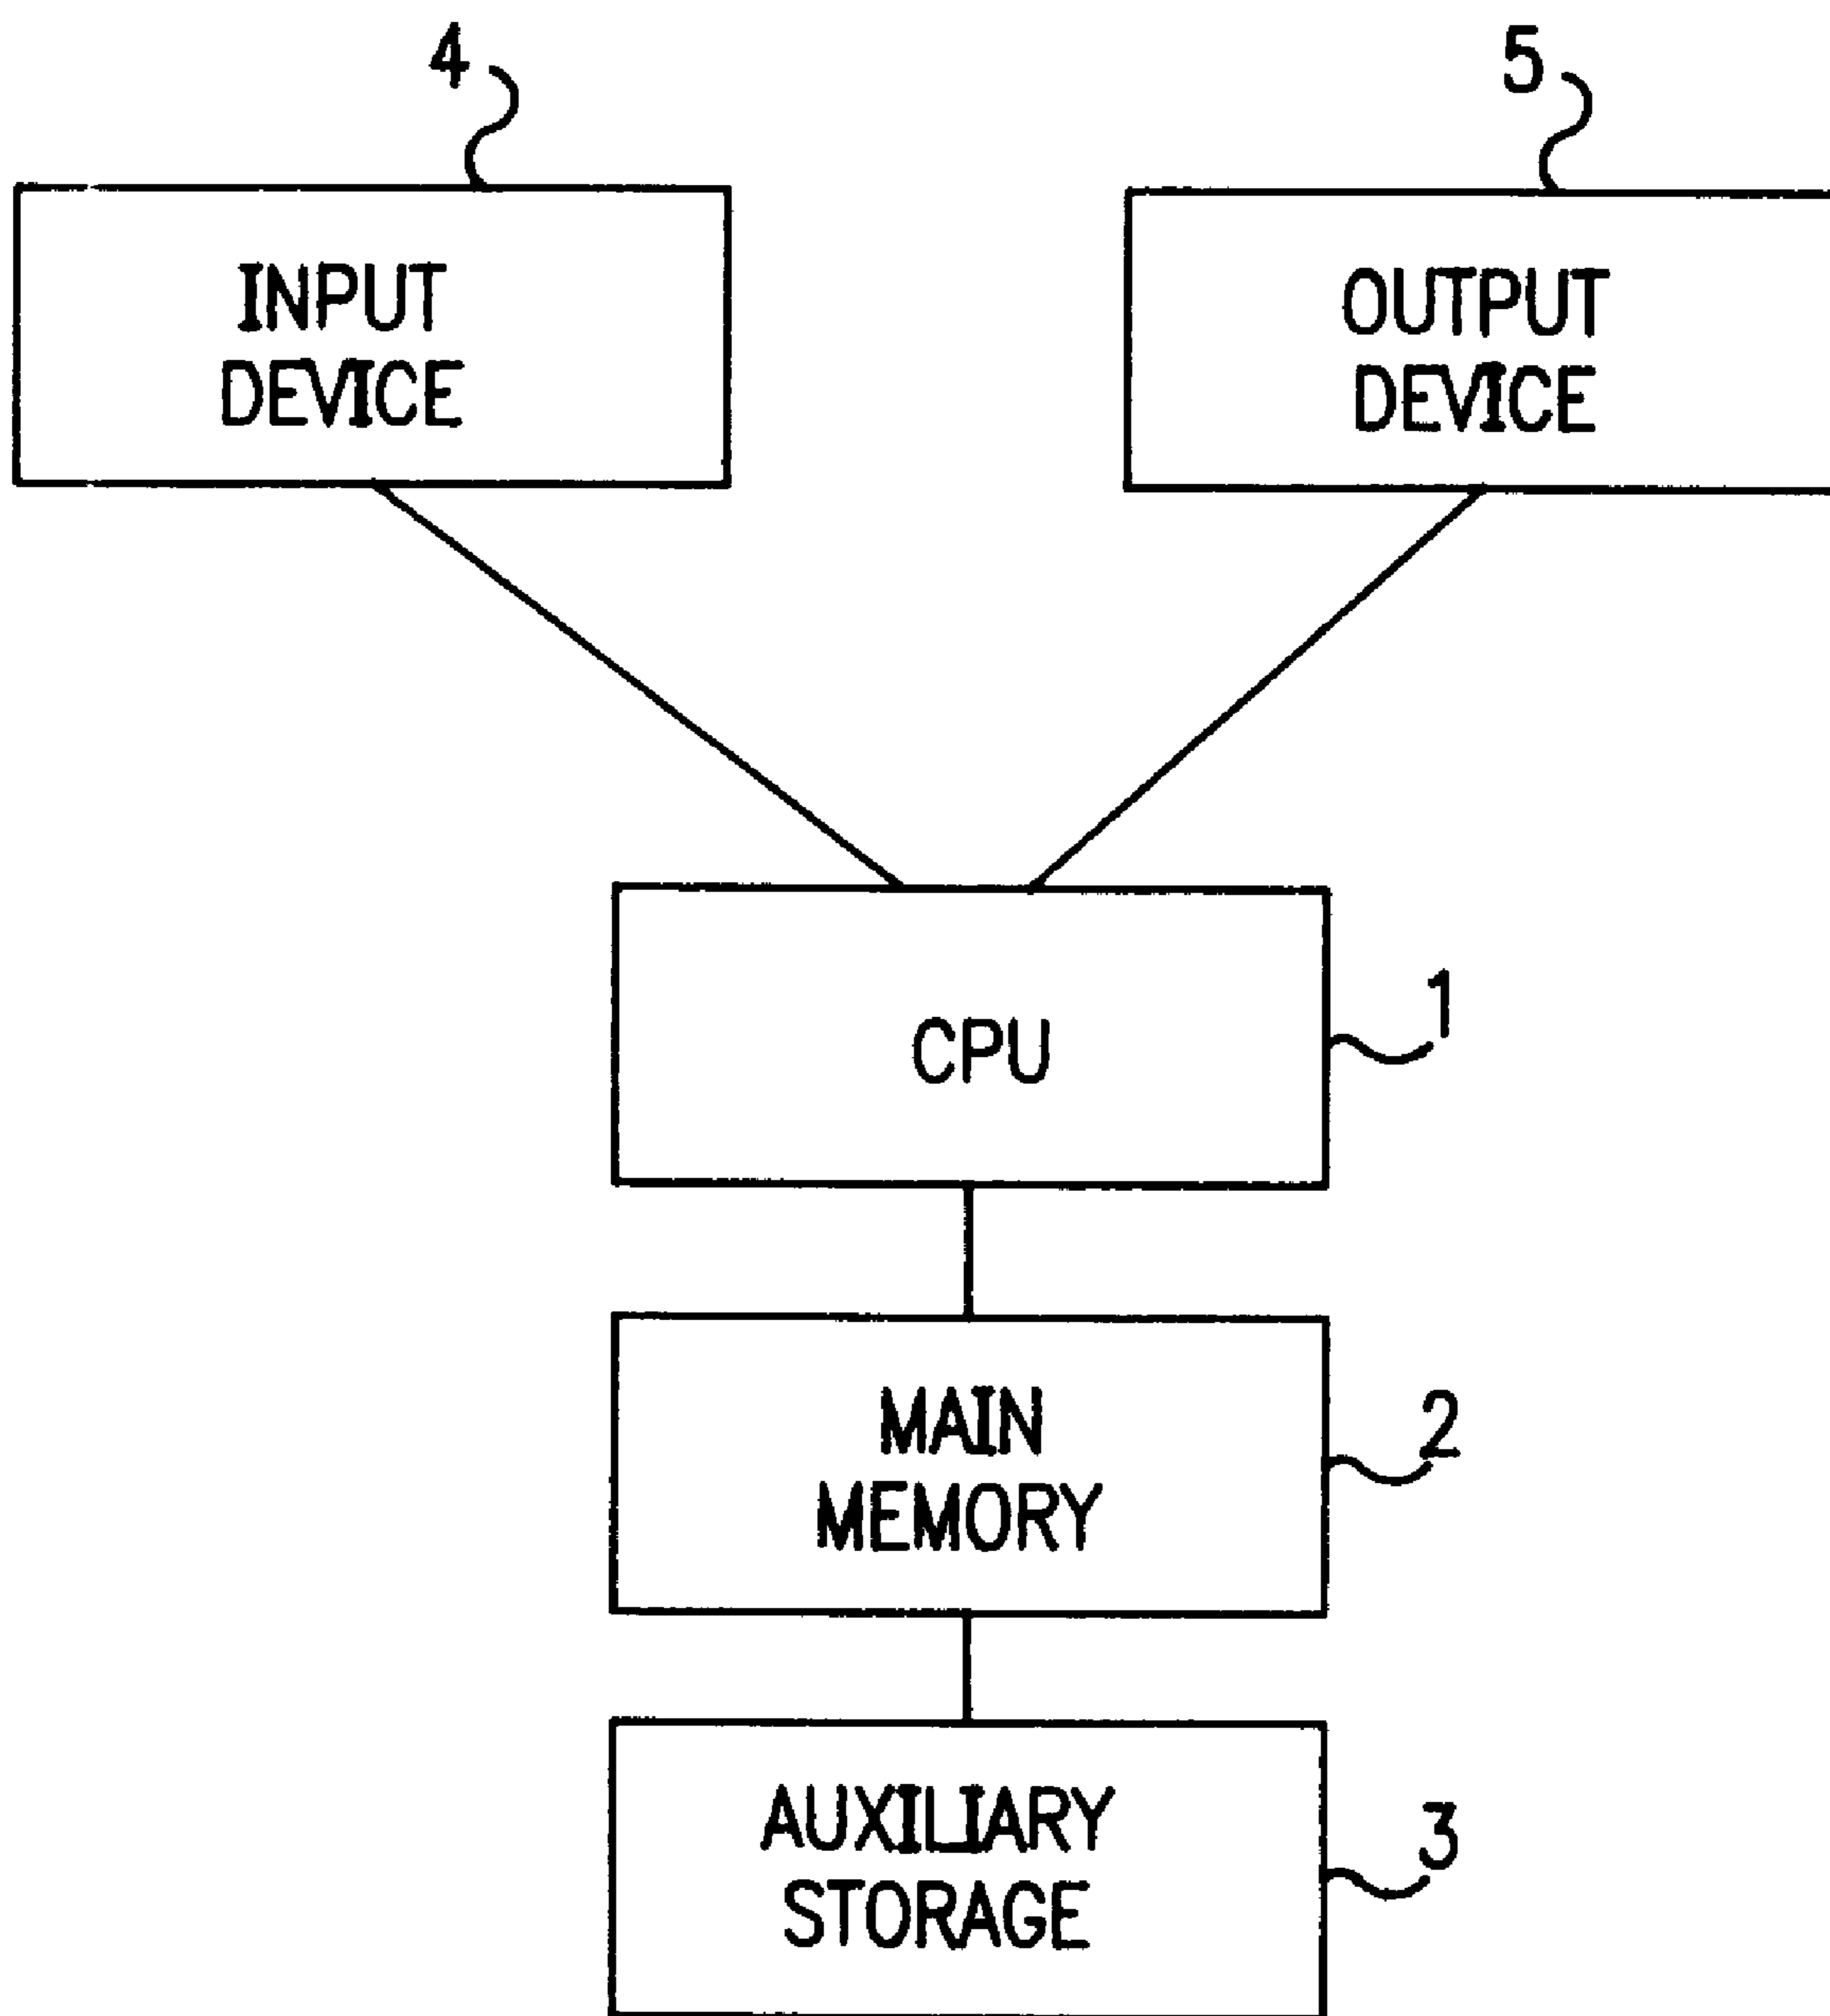 4
5
INPUT
DEVICE
OUTPUT
DEVICE
CPU
1
MAIN
MEMORY
2
AUXILIARY
STORAGE
3